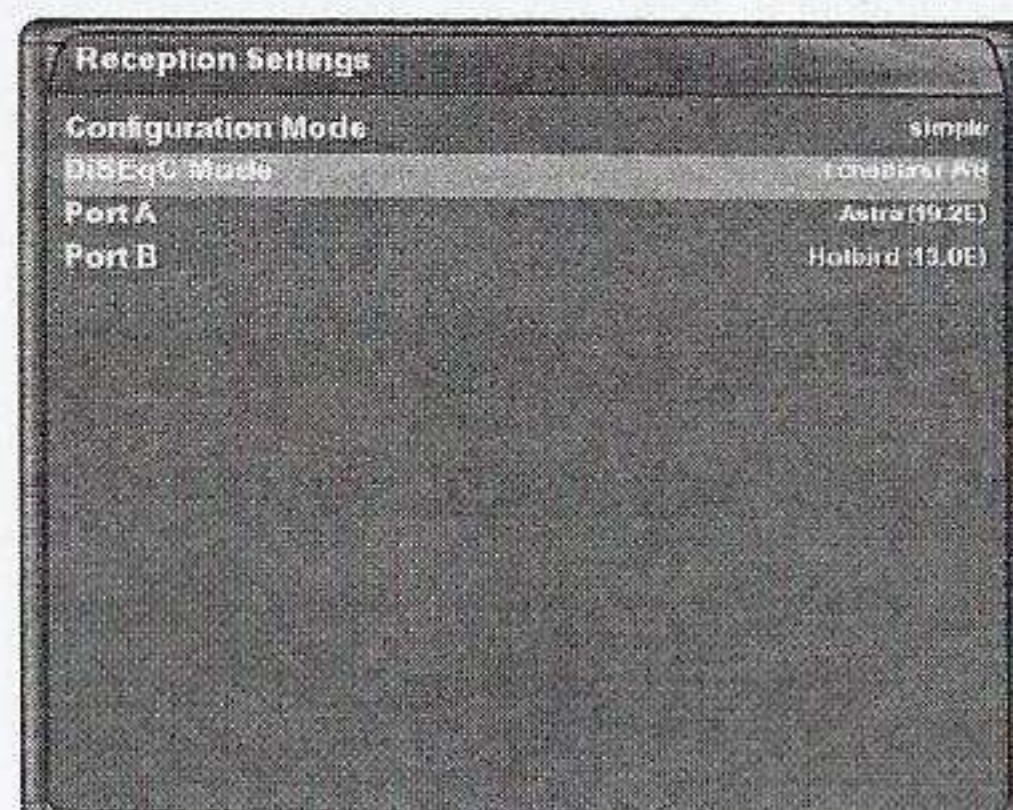 Reception Settings
Configuration Mode simple
DiSEqC Mode
Port A Astra (19.2E)
Port B Hotbird (13.0E)